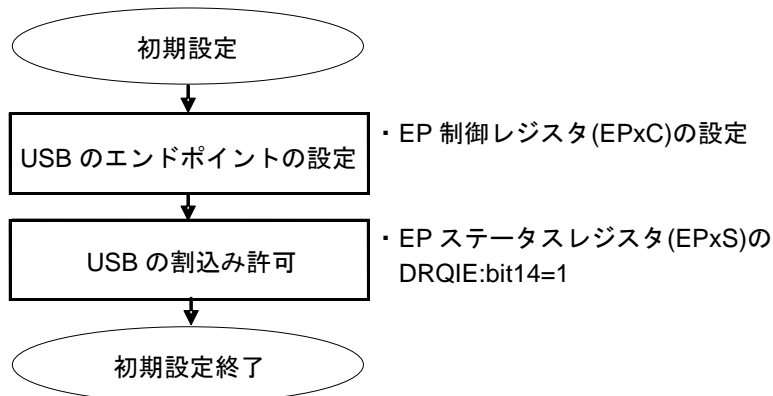 初期設定
USB のエンドポイントの設定
・EP 制御レジスタ(EPxC)の設定
USB の割込み許可
・EP ステータスレジスタ(EPxS)の
DRQIE:bit14=1
初期設定終了